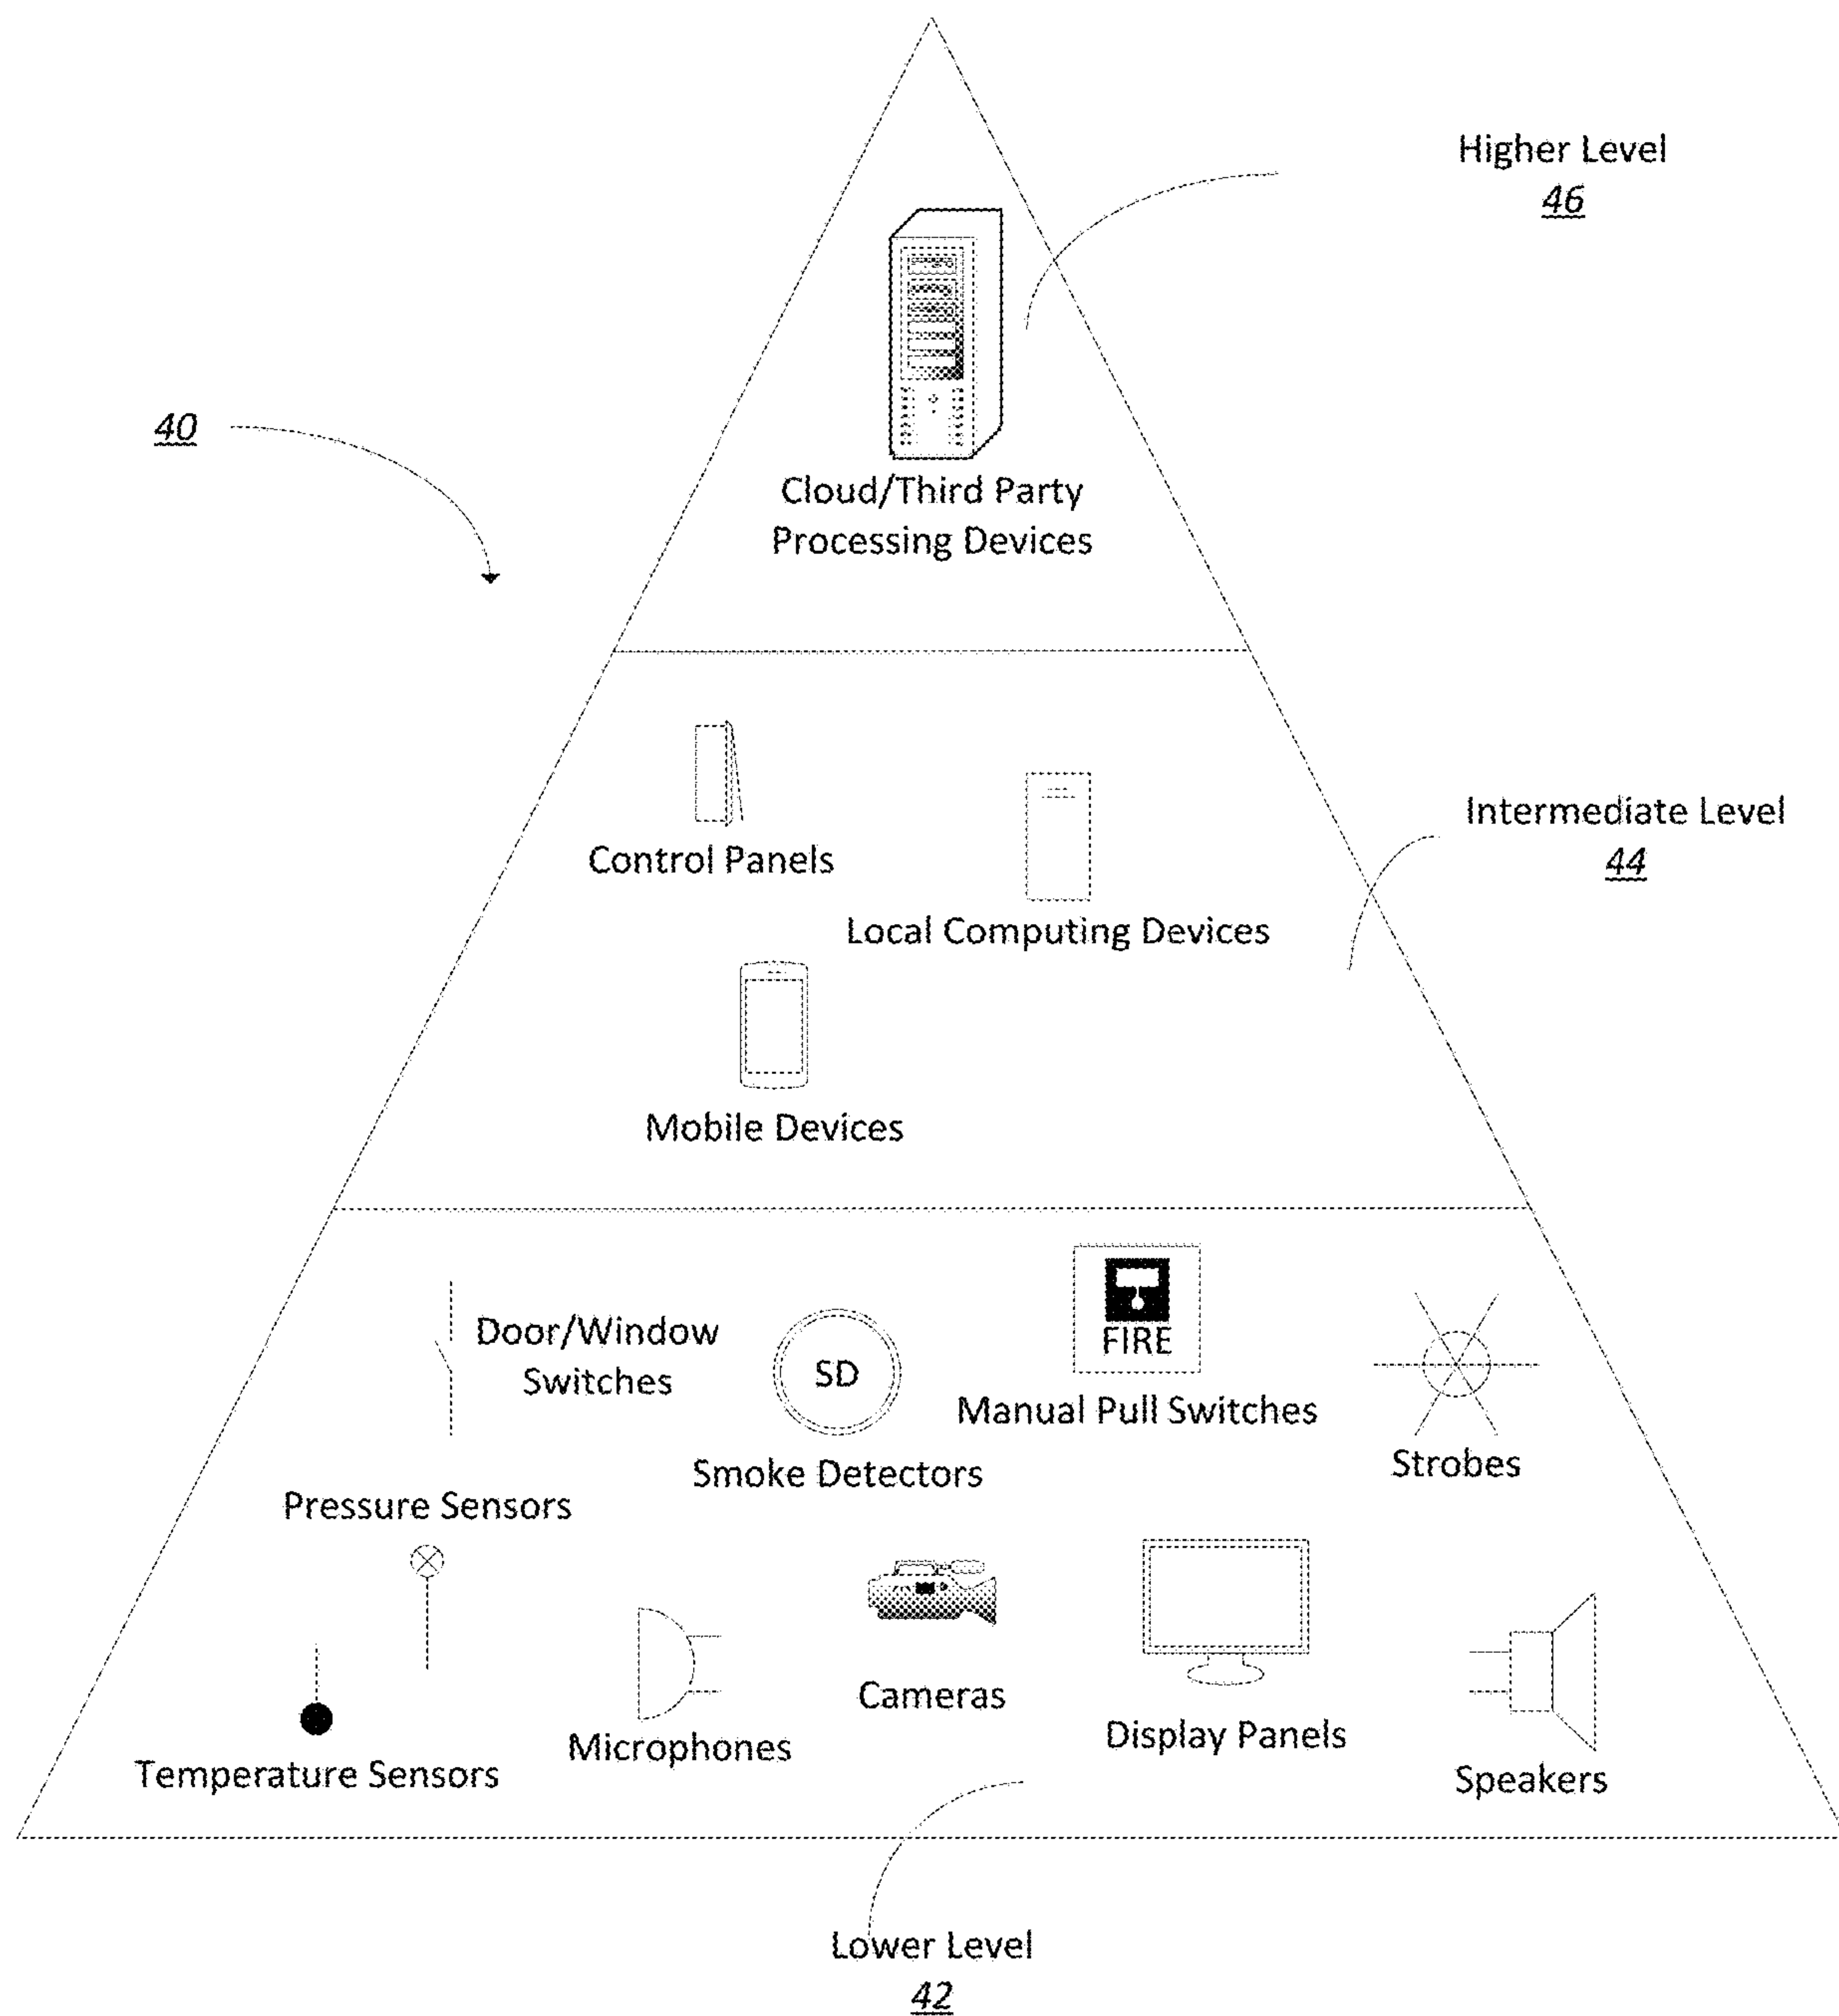 Higher Level
46
40
Cloud/Third Party
Processing Devices
Control Panels
Intermediate Level
44
Local Computing Devices
Mobile Devices
Door/Window
Switches
SD
Smoke Detectors
FIRE
Manual Pull Switches
Strobes
Pressure Sensors
Temperature Sensors
Microphones
Cameras
Display Panels
Speakers
Lower Level
42